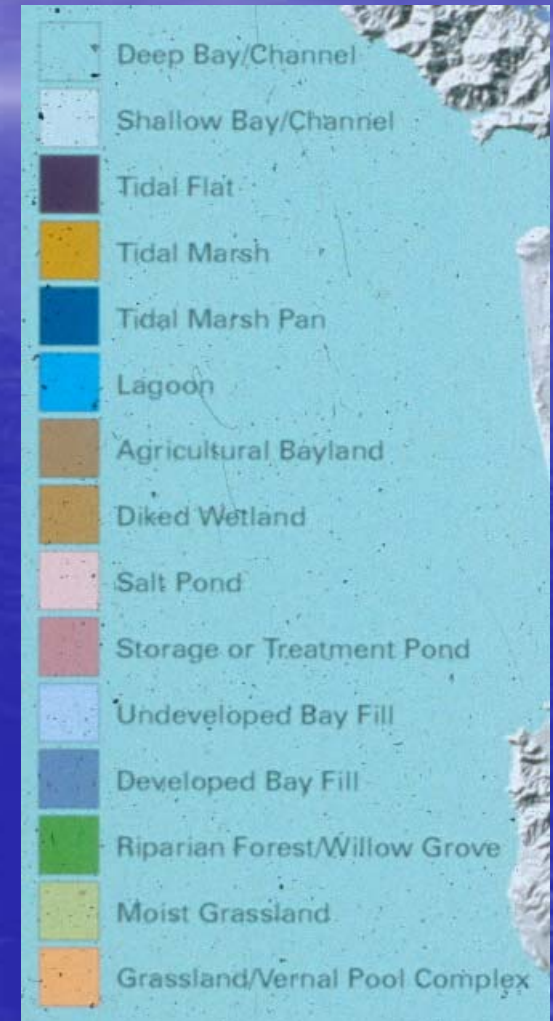 Deep Bay/Channel
Shallow Bay/Channel
Tidal Flat
Tidal Marsh
Tidal Marsh Pan
Lagoon
Agricultural Bayland
Diked Wetland
Salt Pond
Storage or Treatment Pond
Undeveloped Bay Fill
Developed Bay Fill
Riparian Forest/Willow Grove
Moist Grassland
Grassland/Vernal Pool Complex